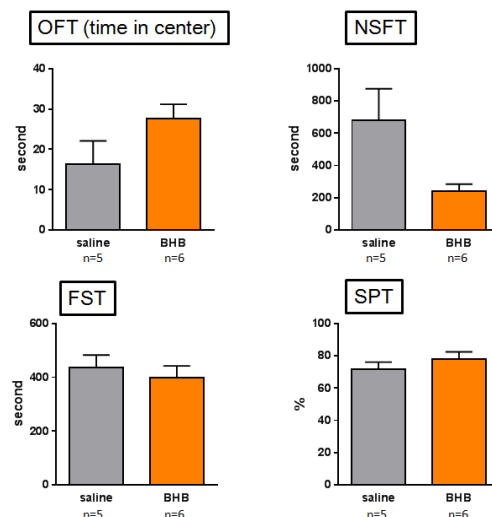 OFT (time in center)
second
40
30
20
10
0
saline BHB
n=5 n=6
NSFT
second
1000
800
600
400
200
0
saline BHB
n=5 n=6
FST
second
600
400
200
0
saline BHB
n=5 n=6
SPT
%
100
80
60
40
20
0
saline BHB
n=5 n=6